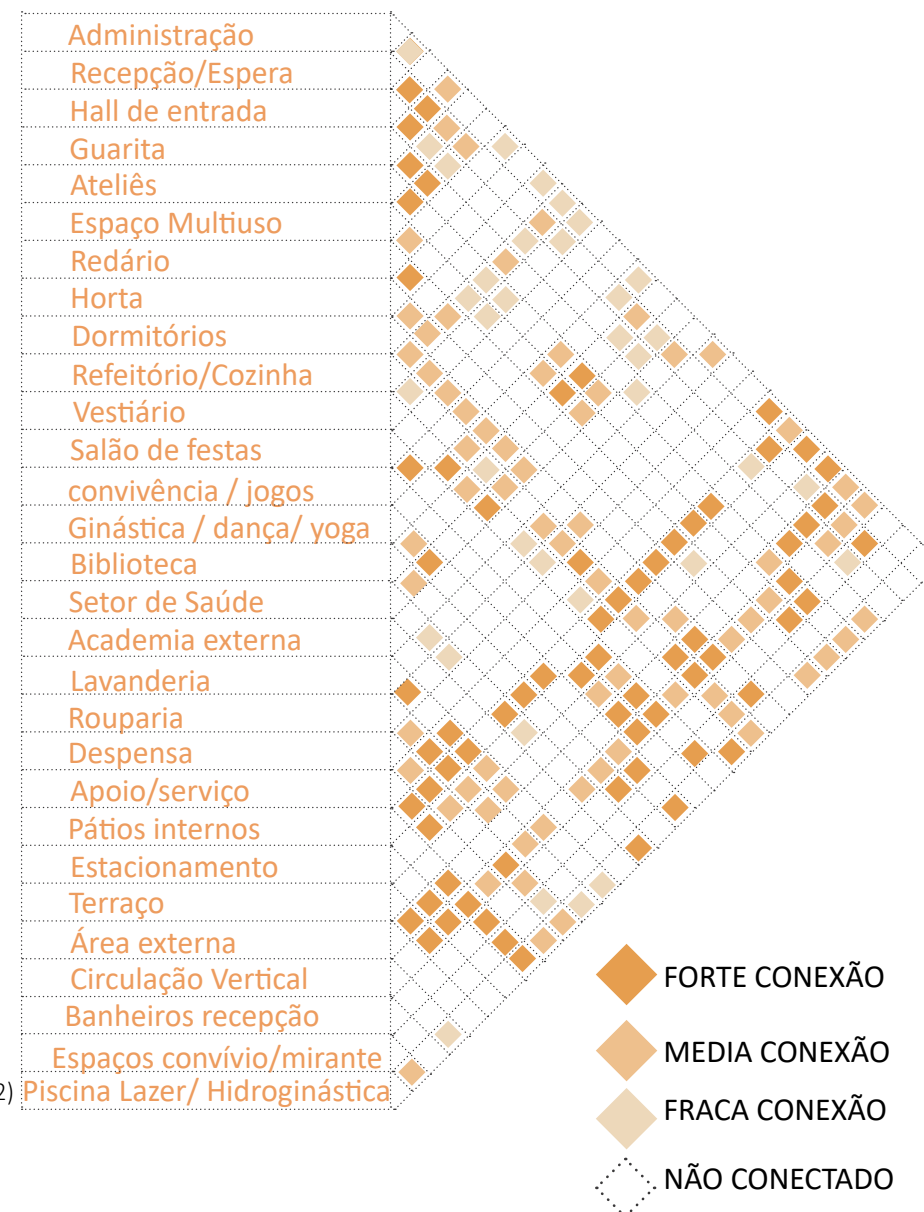 Administração
Recepção/Espera
Hall de entrada
Guarita
Ateliês
Espaço Multiuso
Redário
Horta
Dormitórios
Refeitório/Cozinha
Vestiário
Salão de festas
convivência / jogos
Ginástica / dança/ yoga
Biblioteca
Setor de Saúde
Academia externa
Lavanderia
Rouparia
Despensa
Apoio/serviço
Pátios internos
Estacionamento
Terraço
Área externa
Circulação Vertical
Banheiros recepção
Espaços convívio/mirante
2) Piscina Lazer/ Hidroginástica
FORTE CONEXÃO
MEDIA CONEXÃO
FRACA CONEXÃO
NÃO CONECTADO